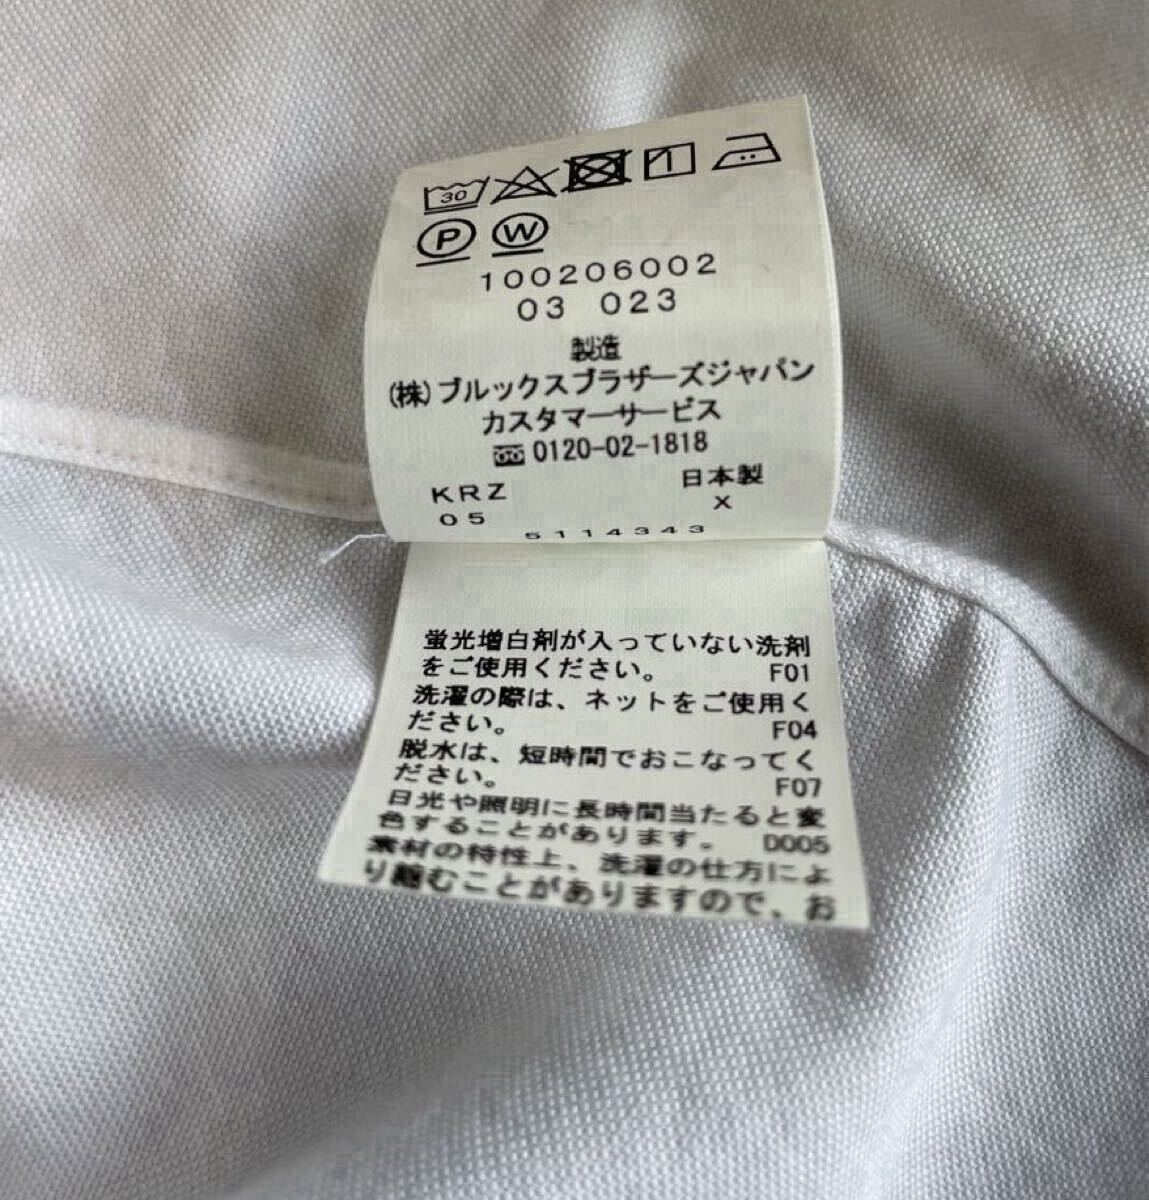 30
P W
100206002
03 023
製造
(株)ブルックスブラザーズジャパン
カスタマーサービス
0120-02-1818
KRZ 日本製
05 X
5114343
蛍光増白剤が入っていない洗剤
をご使用ください。 F01
洗濯の際は、ネットをご使用く
ださい。 F04
脱水は、短時間でおこなってく
ださい。 F07
日光や照明に長時間当たると変
色することがあります。 D005
素材の特性上、洗濯の仕方によ
り縮むことがありますので、お